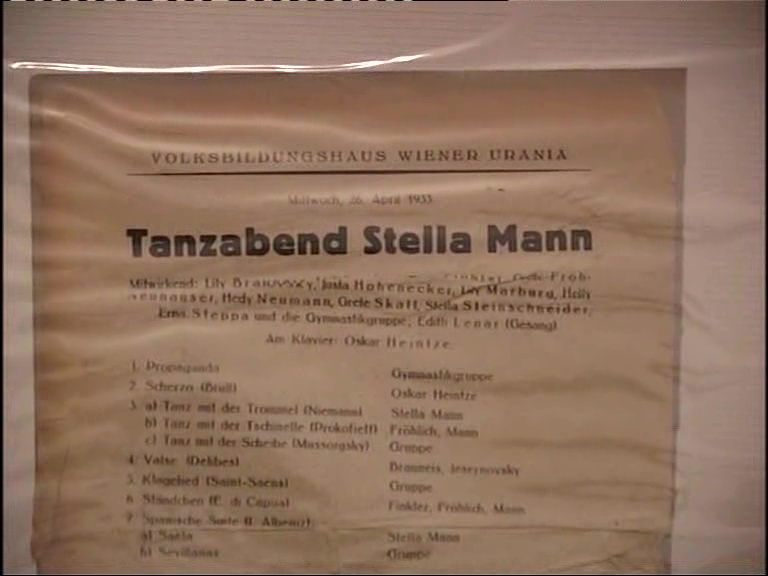 VOLKSBILDUNGSHAUS WIENER URANIA
Mittwoch, 26. April 1933
Tanzabend Stella Mann
Mitwirkend: Lily Justa Hohenecker, Lily Marburg, Helly
Hedy Neumann, Grete Skall, Stella Steinschneider,
Erna Steppa und die Gymnastikgruppe; Edith Lenar (Gesang)
Am Klavier: Oskar Heintze
1. Propaganda Gymnastikgruppe
2. Scherzo (Brüll) Oskar Heintze
3. a) Tanz mit der Trommel (Niemann) Stella Mann
b) Tanz mit der Tschinelle (Prokofieff) Fröhlich, Mann
c) Tanz mit der Scheibe (Mussorgsky) Gruppe
4. Valse (Delibes) Brauneis, Jeseynovsky
5. Klagelied (Saint-Saens) Gruppe
6. Ständchen (E. di Capua) Finkler, Fröhlich, Mann
7. Spanische Suite (I. Albeniz)
a) Stella Mann
b) Sevillanas Gruppe